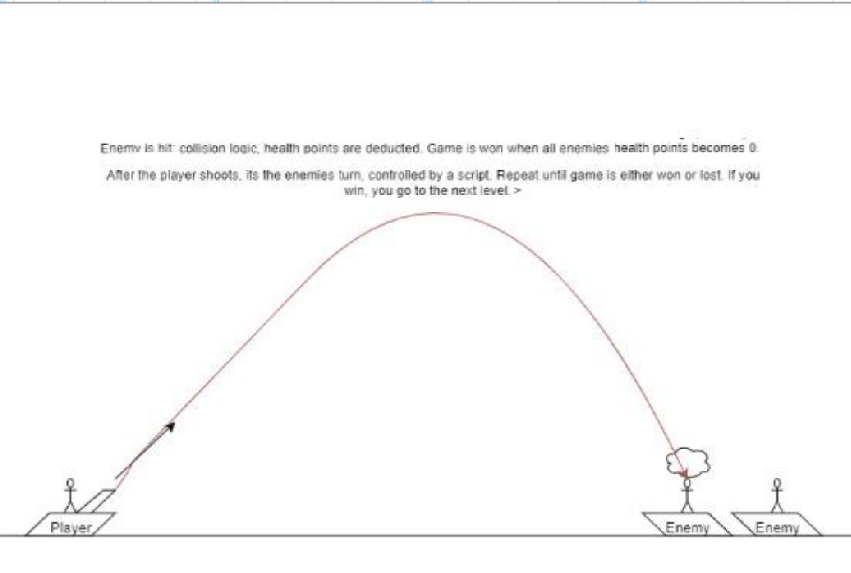 Enemy is hit: collision logic, health points are deducted. Game is won when all enemies health points becomes 0.
After the player shoots, its the enemies turn, controlled by a script. Repeat until game is either won or lost. If you
win, you go to the next level. >
Player
Enemy
Enemy